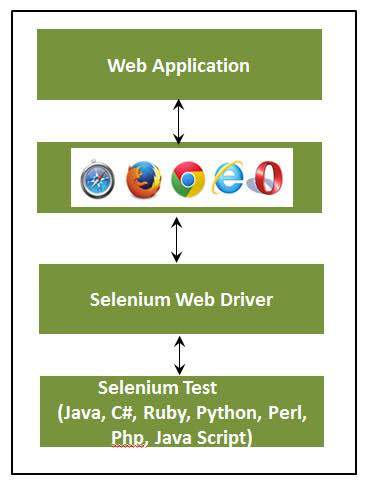 Web Application
Selenium Web Driver
Selenium Test
(Java, C#, Ruby, Python, Perl,
Php, Java Script)